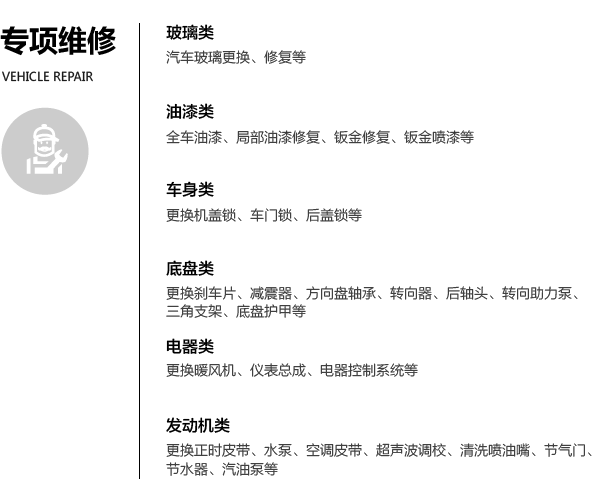 专项维修
VEHICLE REPAIR
玻璃类
汽车玻璃更换、修复等
油漆类
全车油漆、局部油漆修复、钣金修复、钣金喷漆等
车身类
更换机盖锁、车门锁、后盖锁等
底盘类
更换刹车片、减震器、方向盘轴承、转向器、后轴头、转向助力泵、
三角支架、底盘护甲等
电器类
更换暖风机、仪表总成、电器控制系统等
发动机类
更换正时皮带、水泵、空调皮带、超声波调校、清洗喷油嘴、节气门、
节水器、汽油泵等